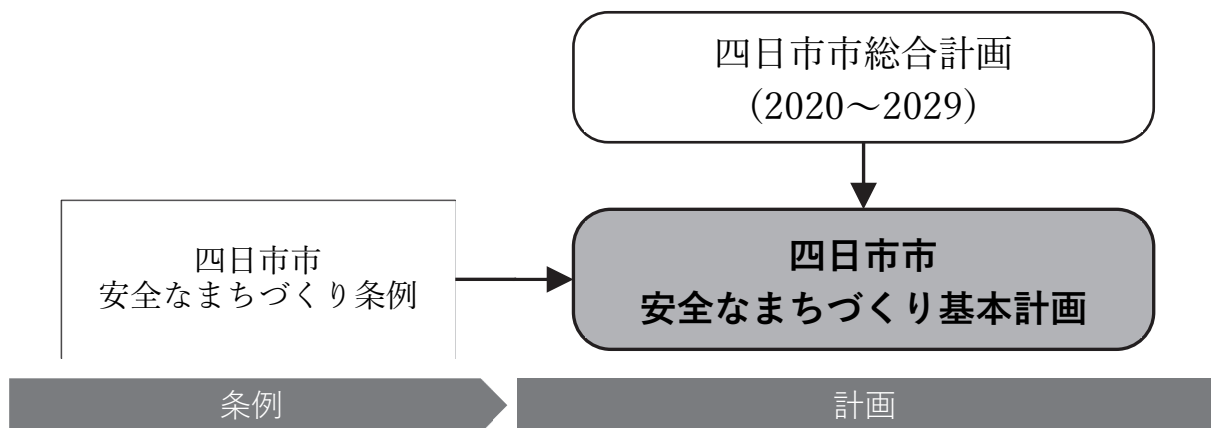 四日市市総合計画
(2020～2029)
四日市市
安全なまちづくり条例
四日市市
安全なまちづくり基本計画
条例
計画